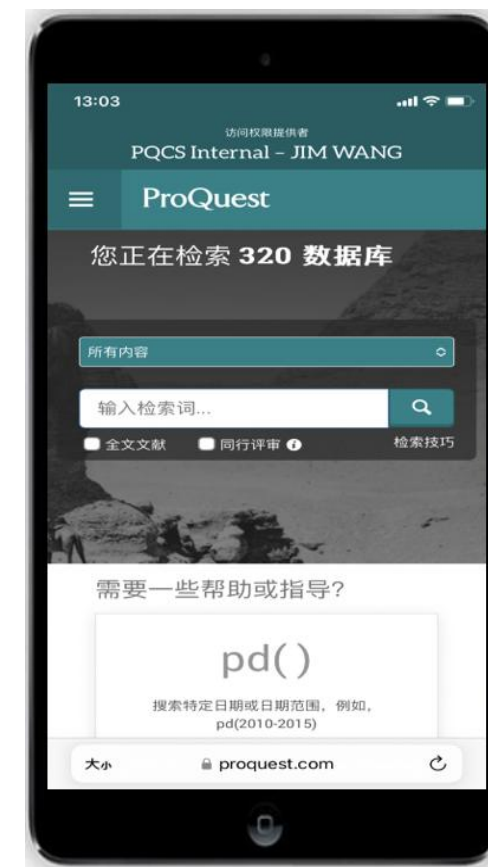 13:03
访问权限提供者
PQCS Internal – JIM WANG
ProQuest
您正在检索 320 数据库
所有内容
输入检索词...
全文文献 同行评审 检索技巧
需要一些帮助或指导?
pd()
搜索特定日期或日期范围，例如，
pd(2010-2015)
大小 proquest.com